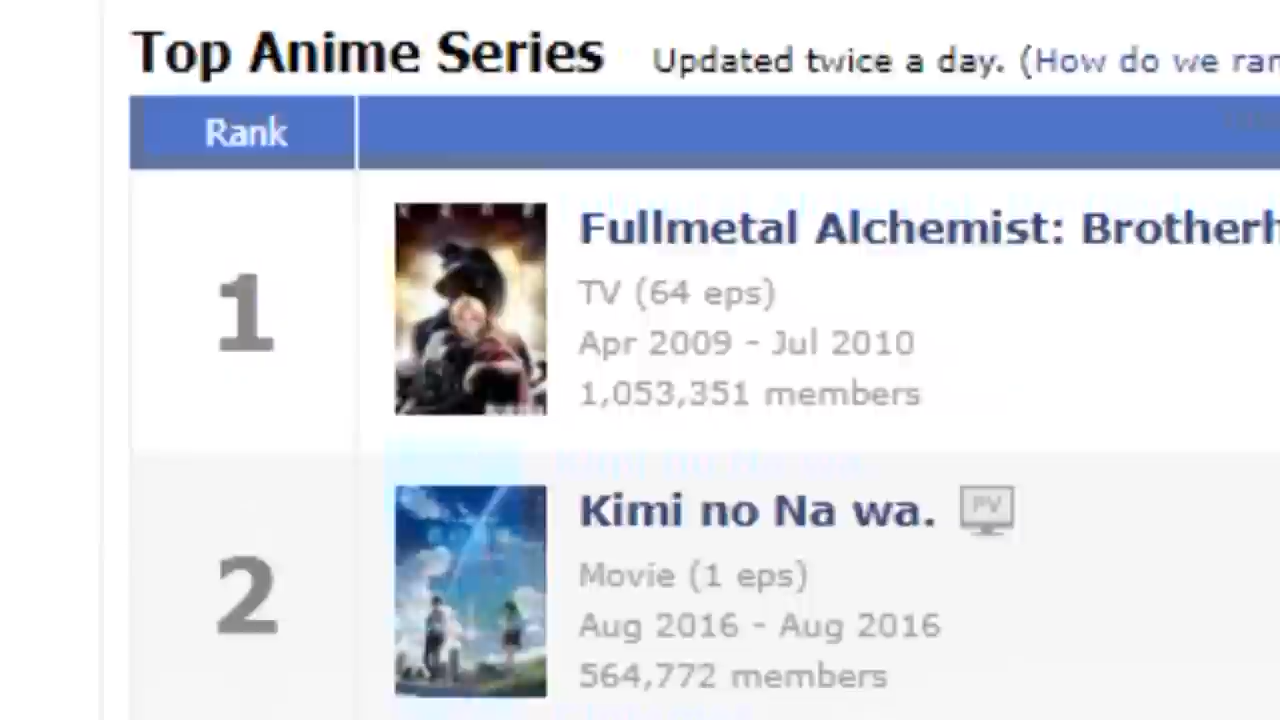 Top Anime Series Updated twice a day. (How do we ran
Rank
1
Fullmetal Alchemist: Brotherh
TV (64 eps)
Apr 2009 - Jul 2010
1,053,351 members
2
Kimi no Na wa. PV
Movie (1 eps)
Aug 2016 - Aug 2016
564,772 members